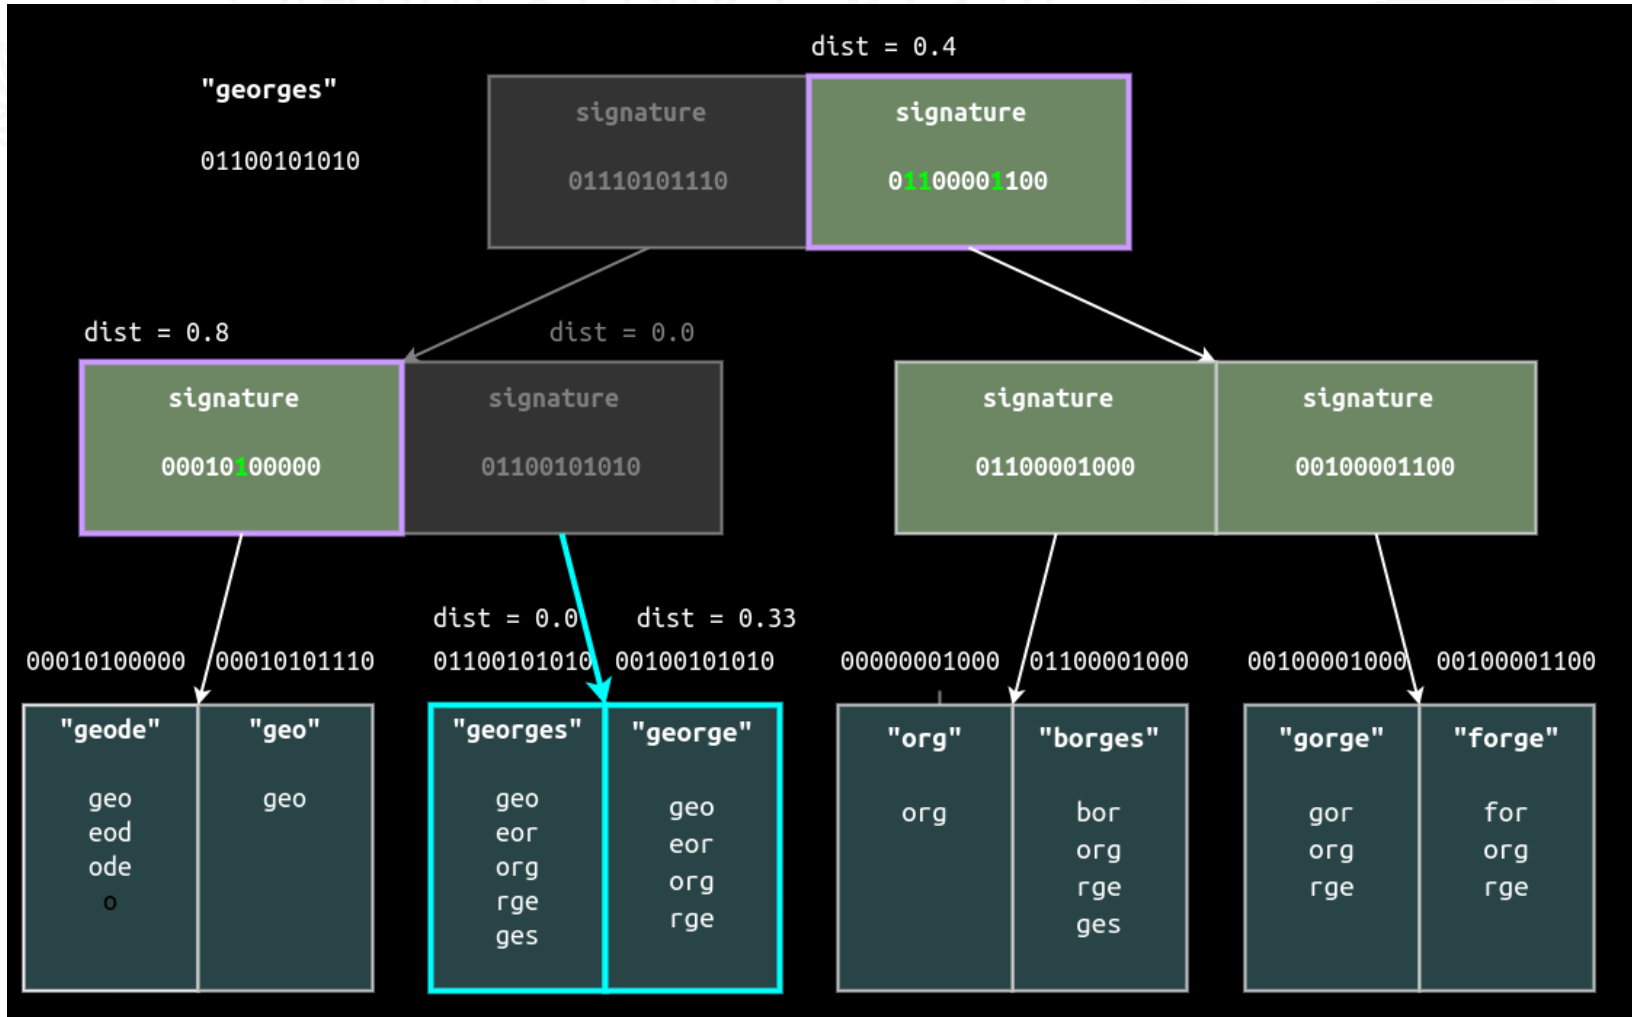 dist = 0.4
"georges"
signature
signature
01100101010
01110101110
01100001100
dist = 0.8
dist = 0.0
signature
signature
signature
signature
00010100000
01100101010
01100001000
00100001100
dist = 0.0
dist = 0.33
00010100000
00010101110
01100101010
00100101010
00000001000
01100001000
00100001000
00100001100
"geode"
geo
eod
ode
o
"geo"
geo
"georges"
geo
eor
org
rge
ges
"george"
geo
eor
org
rge
"org"
org
"borges"
bor
org
rge
ges
"gorge"
gor
org
rge
"forge"
for
org
rge